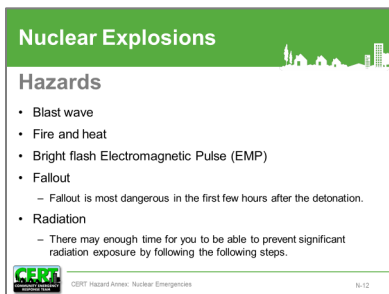 Nuclear Explosions
Hazards
• Blast wave
• Fire and heat
• Bright flash Electromagnetic Pulse (EMP)
• Fallout
– Fallout is most dangerous in the first few hours after the detonation.
• Radiation
– There may enough time for you to be able to prevent significant
radiation exposure by following the following steps.
CERT
COMMUNITY EMERGENCY
RESPONSE TEAM
CERT Hazard Annex: Nuclear Emergencies
N-12